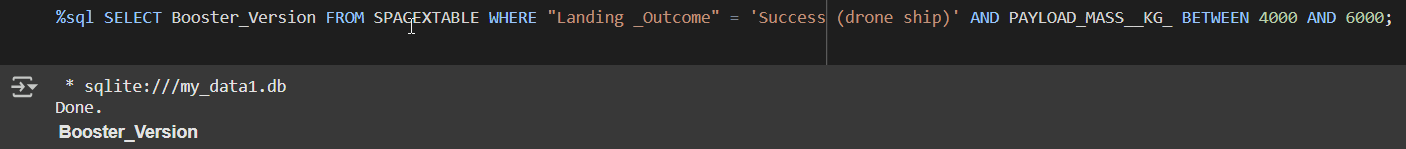 %sql SELECT Booster_Version FROM SPACEXTABLE WHERE "Landing _Outcome" = 'Success (drone ship)' AND PAYLOAD_MASS__KG_ BETWEEN 4000 AND 6000;
* sqlite:///my_data1.db
Done.
Booster_Version